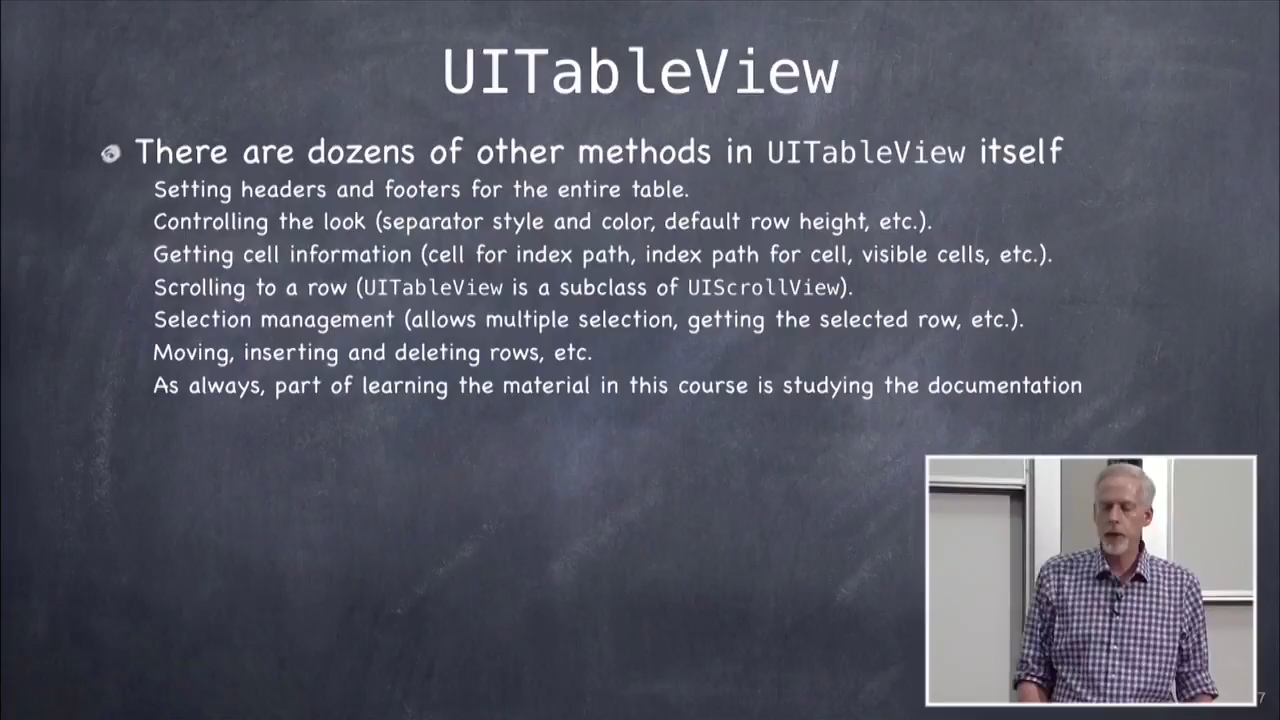 UITableView
There are dozens of other methods in UITableView itself
Setting headers and footers for the entire table.
Controlling the look (separator style and color, default row height, etc.).
Getting cell information (cell for index path, index path for cell, visible cells, etc.).
Scrolling to a row (UITableView is a subclass of UIScrollView).
Selection management (allows multiple selection, getting the selected row, etc.).
Moving, inserting and deleting rows, etc.
As always, part of learning the material in this course is studying the documentation